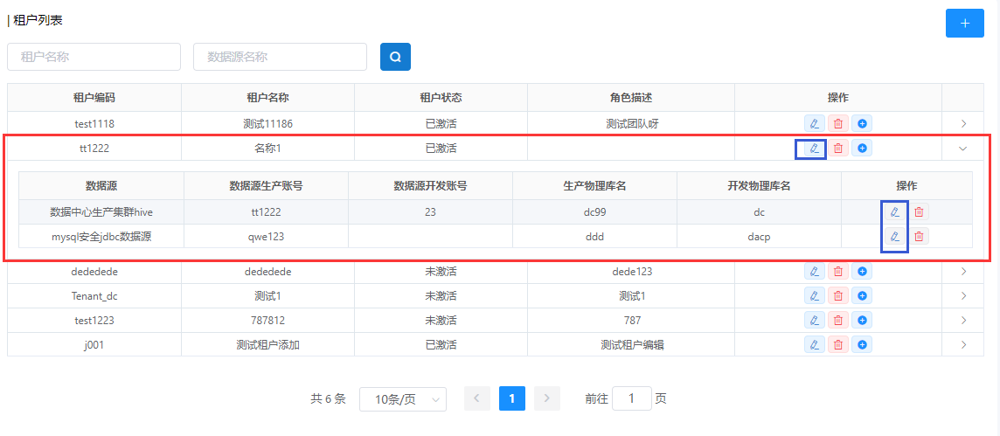 | 租户列表
租户名称 数据源名称
租户编码 租户名称 租户状态 角色描述 操作
test1118 测试11186 已激活 测试团队呀
tt1222 名称1 已激活
数据源 数据源生产账号 数据源开发账号 生产物理库名 开发物理库名 操作
数据中心生产集群hive tt1222 23 dc99 dc
mysql安全jdbc数据源 qwe123 ddd dacp
dededede dededede 未激活 dede123
Tenant_dc 测试1 未激活 测试1
test1223 787812 未激活 787
j001 测试租户添加 已激活 测试租户编辑
共 6 条 10条/页 1 前往 1 页